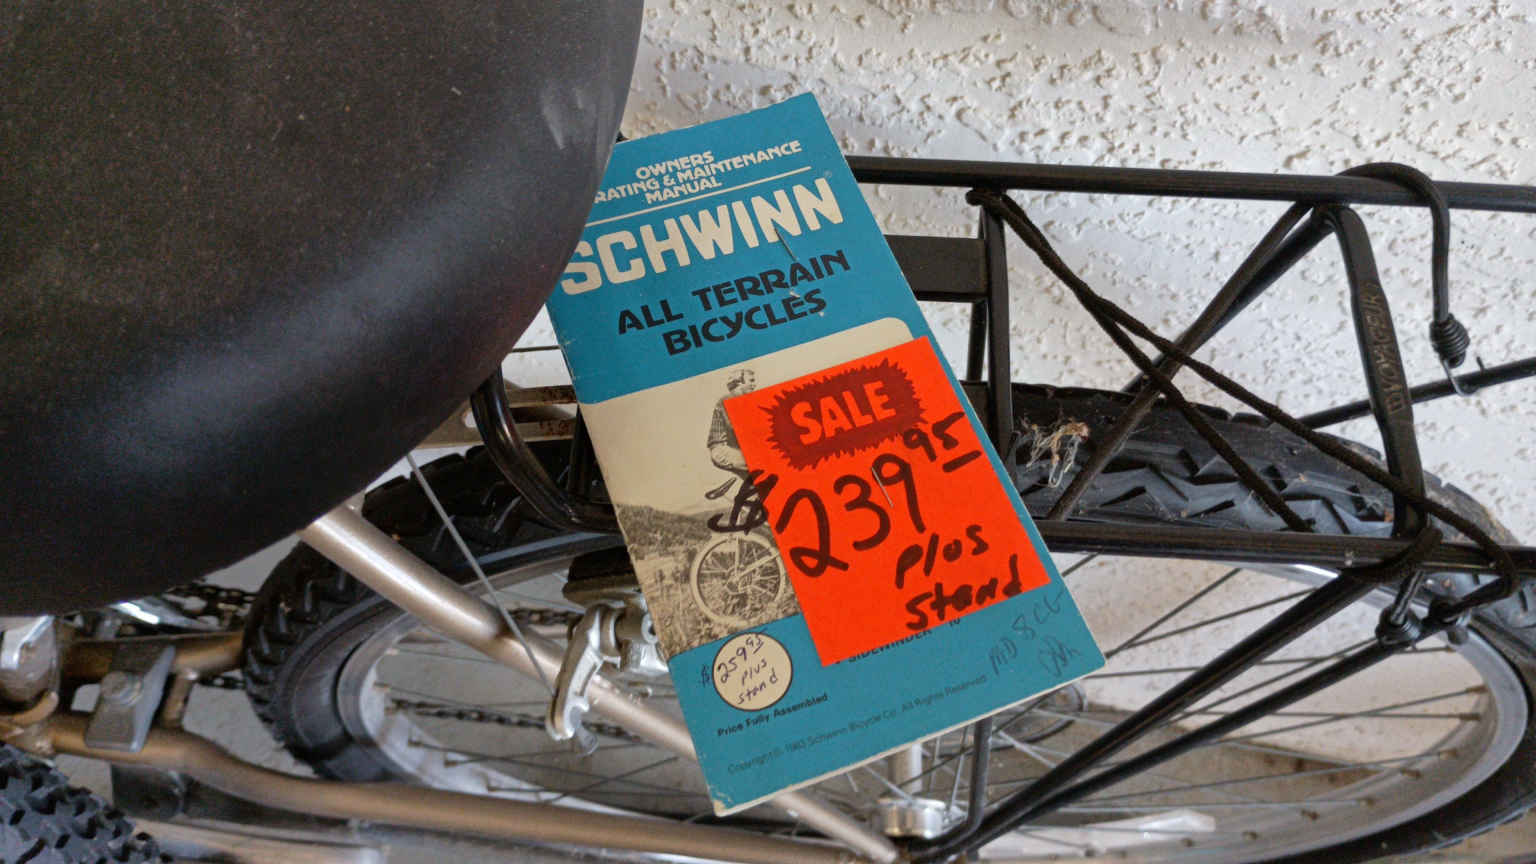 OWNERS
RATING & MAINTENANCE
MANUAL
SCHWINN®
ALL TERRAIN
BICYCLES
SALE
$239 95
plus
stand
SIDEWINDER
$259 95
plus
stand
Price Fully Assembled
Copyright © 1983 Schwinn Bicycle Co. All Rights Reserved